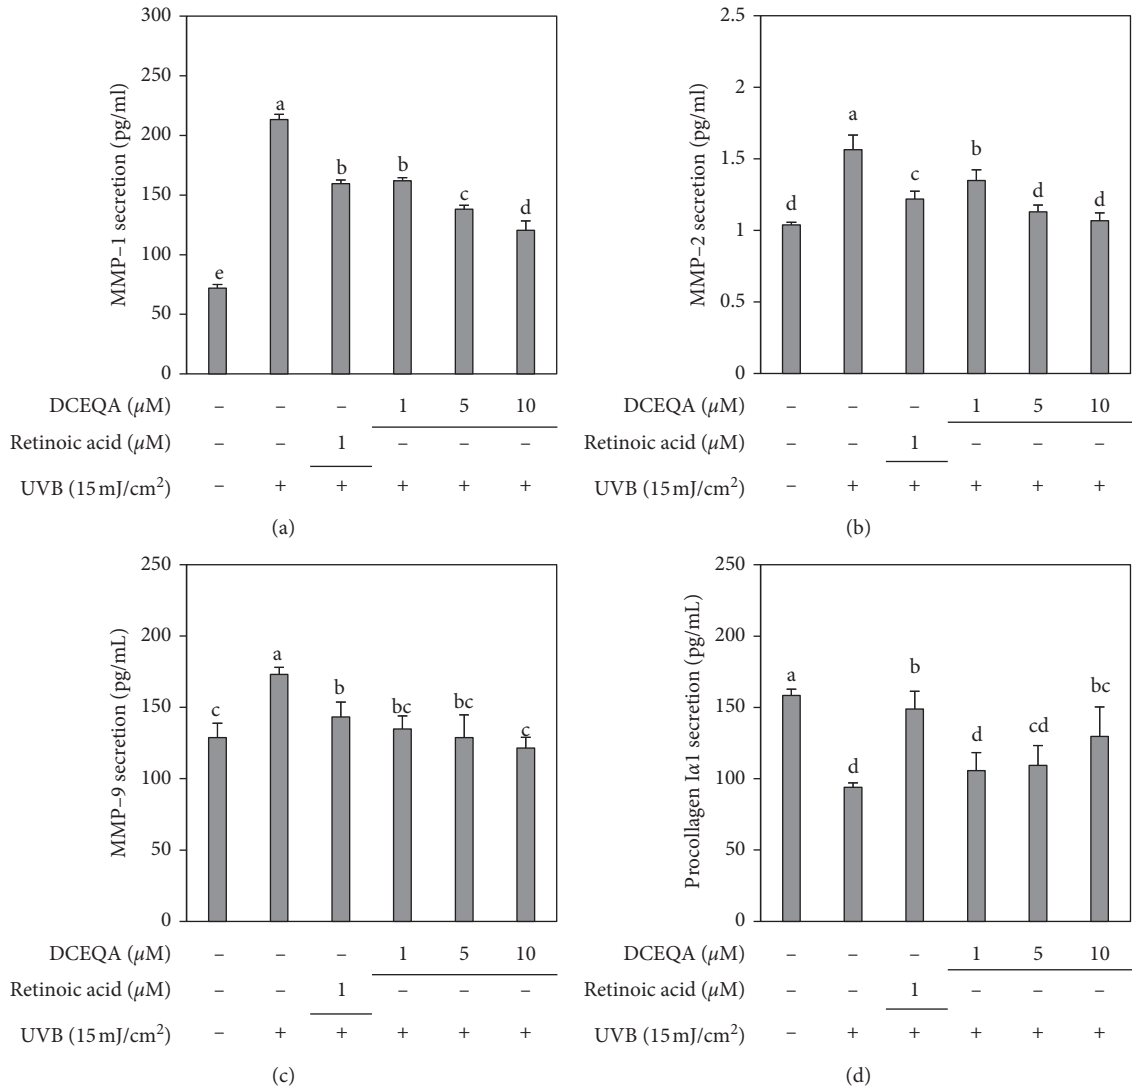 300
250
200
150
100
50
0
MMP–1 secretion (pg/ml)
e
a
b
b
c
d
DCEQA (μM) – – – 1 5 10
Retinoic acid (μM) – – 1 – – –
UVB (15 mJ/cm²) – + + + + +
(a)
2.5
2
1.5
1
0.5
0
MMP–2 secretion (pg/ml)
d
a
c
b
d
d
DCEQA (μM) – – – 1 5 10
Retinoic acid (μM) – – 1 – – –
UVB (15 mJ/cm²) – + + + + +
(b)
250
200
150
100
50
0
MMP–9 secretion (pg/mL)
c
a
b
bc
bc
c
DCEQA (μM) – – – 1 5 10
Retinoic acid (μM) – – 1 – – –
UVB (15 mJ/cm²) – + + + + +
(c)
250
200
150
100
50
0
Procollagen Iα1 secretion (pg/mL)
a
d
b
d
cd
bc
DCEQA (μM) – – – 1 5 10
Retinoic acid (μM) – – 1 – – –
UVB (15 mJ/cm²) – + + + + +
(d)